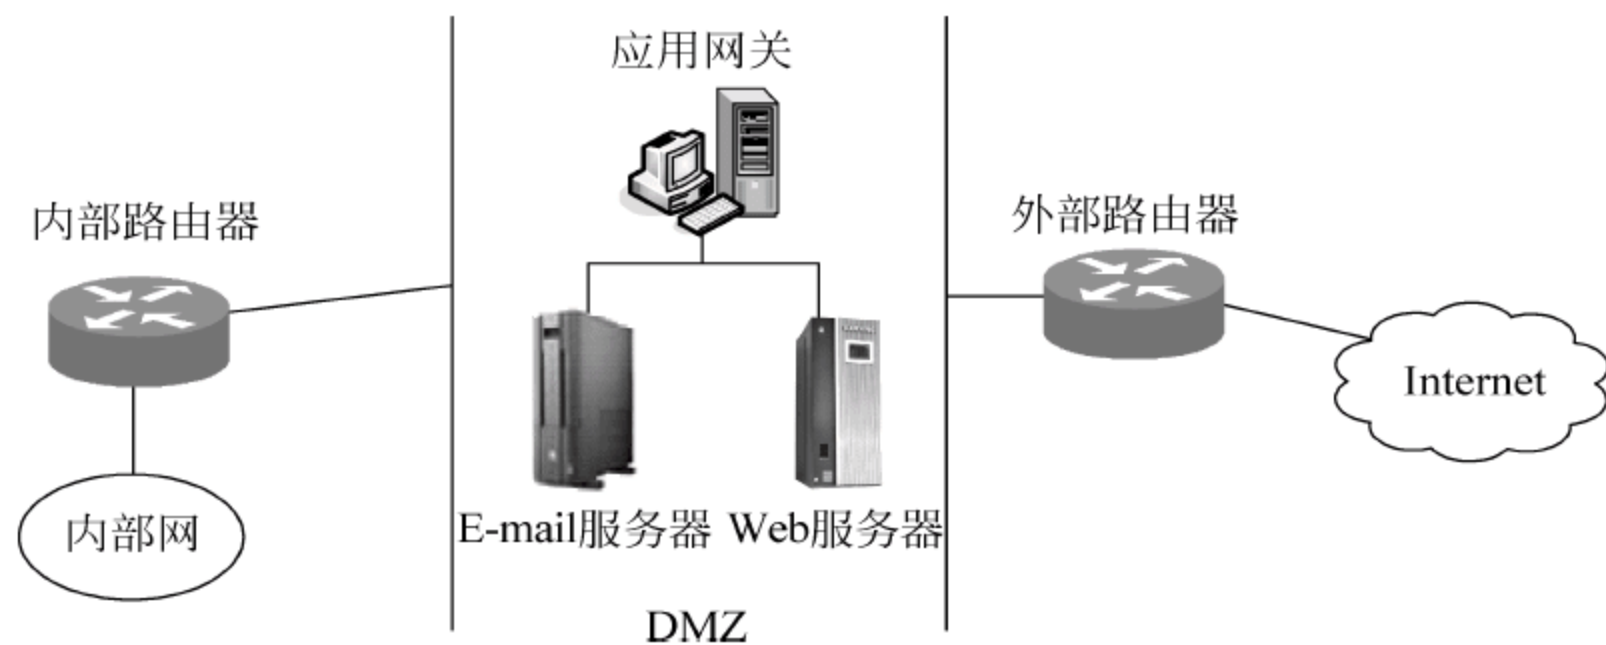 应用网关
内部路由器
外部路由器
Internet
内部网
E-mail服务器
Web服务器
DMZ